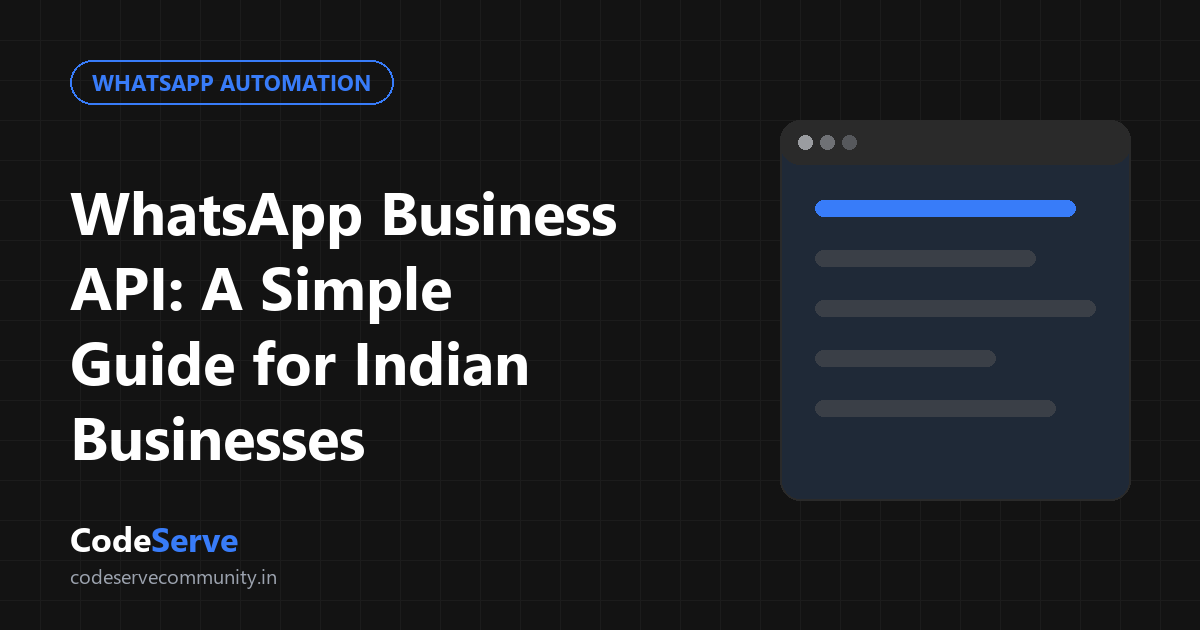 WHATSAPP AUTOMATION
WhatsApp Business
API: A Simple
Guide for Indian
Businesses
CodeServe
codeservecommunity.in